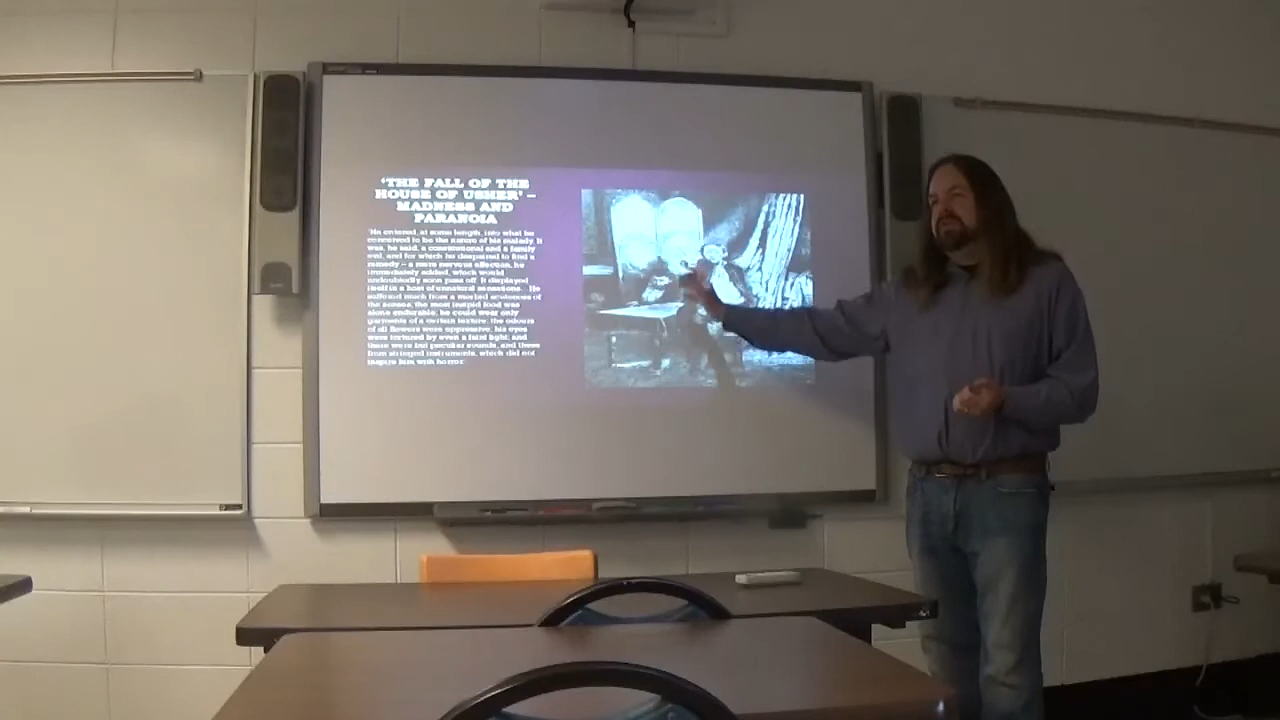 ‘THE FALL OF THE
HOUSE OF USHER’ –
MADNESS AND
PARANOIA
‘He entered, at some length, into what he
conceived to be the nature of his malady. It
was, he said, a constitutional and a family
evil, and for which he despaired to find a
remedy – a mere nervous affection, he
immediately added, which would
undoubtedly soon pass off. It displayed
itself in a host of unnatural sensations. He
suffered much from a morbid acuteness of
the senses; the most insipid food was
alone endurable; he could wear only
garments of a certain texture; the odours
of all flowers were oppressive; his eyes
were tortured by even a faint light; and
there were but peculiar sounds, and these
from stringed instruments, which did not
inspire him with horror.